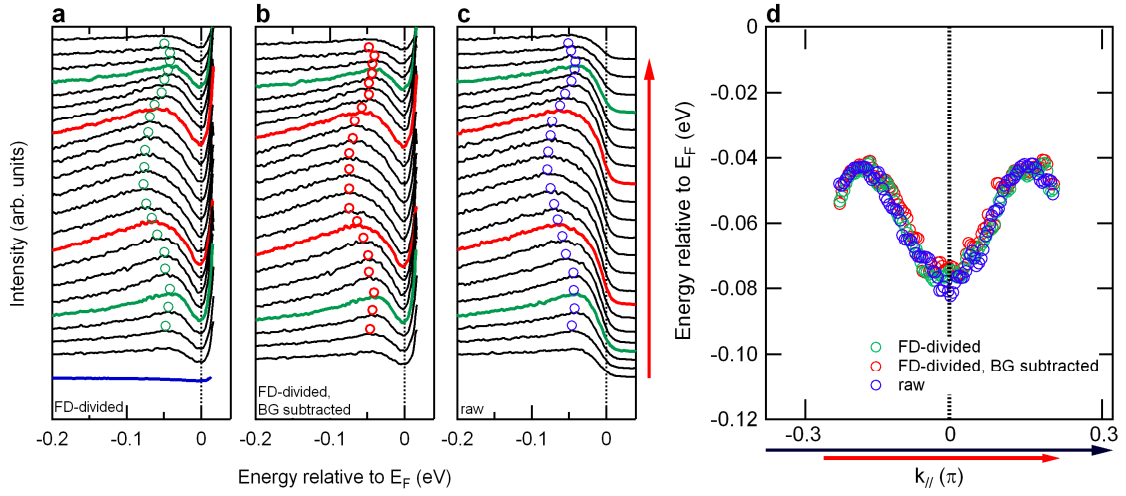 a
b
c
d
Intensity (arb. units)
FD-divided
FD-divided,
BG subtracted
raw
-0.2 -0.1 0
-0.2 -0.1 0
-0.2 -0.1 0
Energy relative to EF (eV)
Energy relative to EF (eV)
0
-0.02
-0.04
-0.06
-0.08
-0.10
-0.12
FD-divided
FD-divided, BG subtracted
raw
-0.3 0 0.3
k// (π)